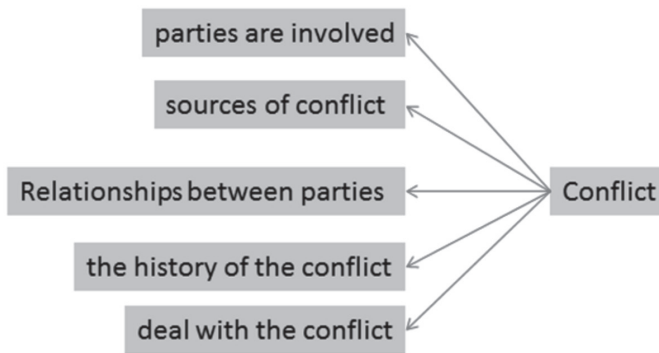 parties are involved
sources of conflict
Relationships between parties
Conflict
the history of the conflict
deal with the conflict